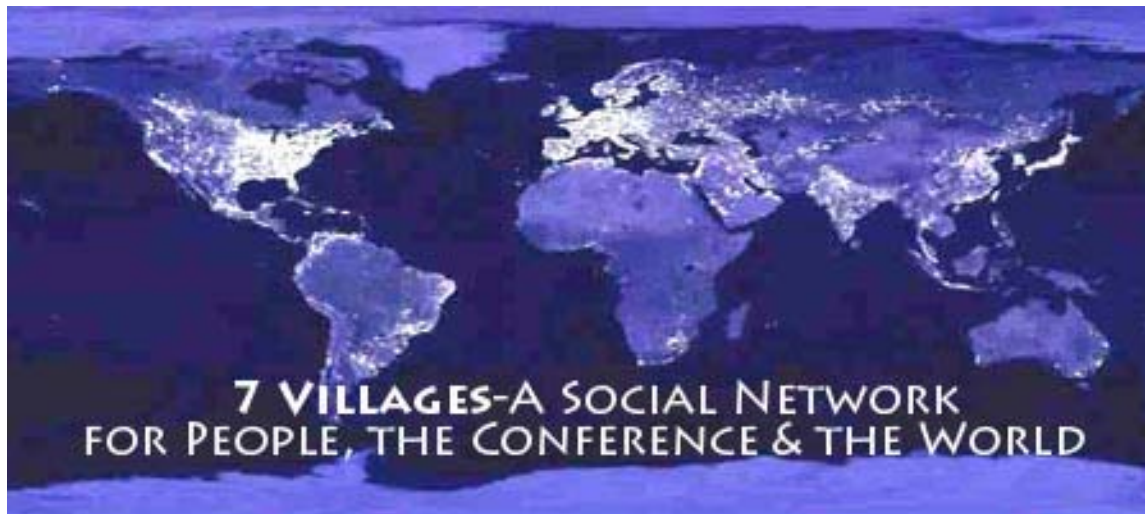 7 VILLAGES-A SOCIAL NETWORK
FOR PEOPLE, THE CONFERENCE & THE WORLD